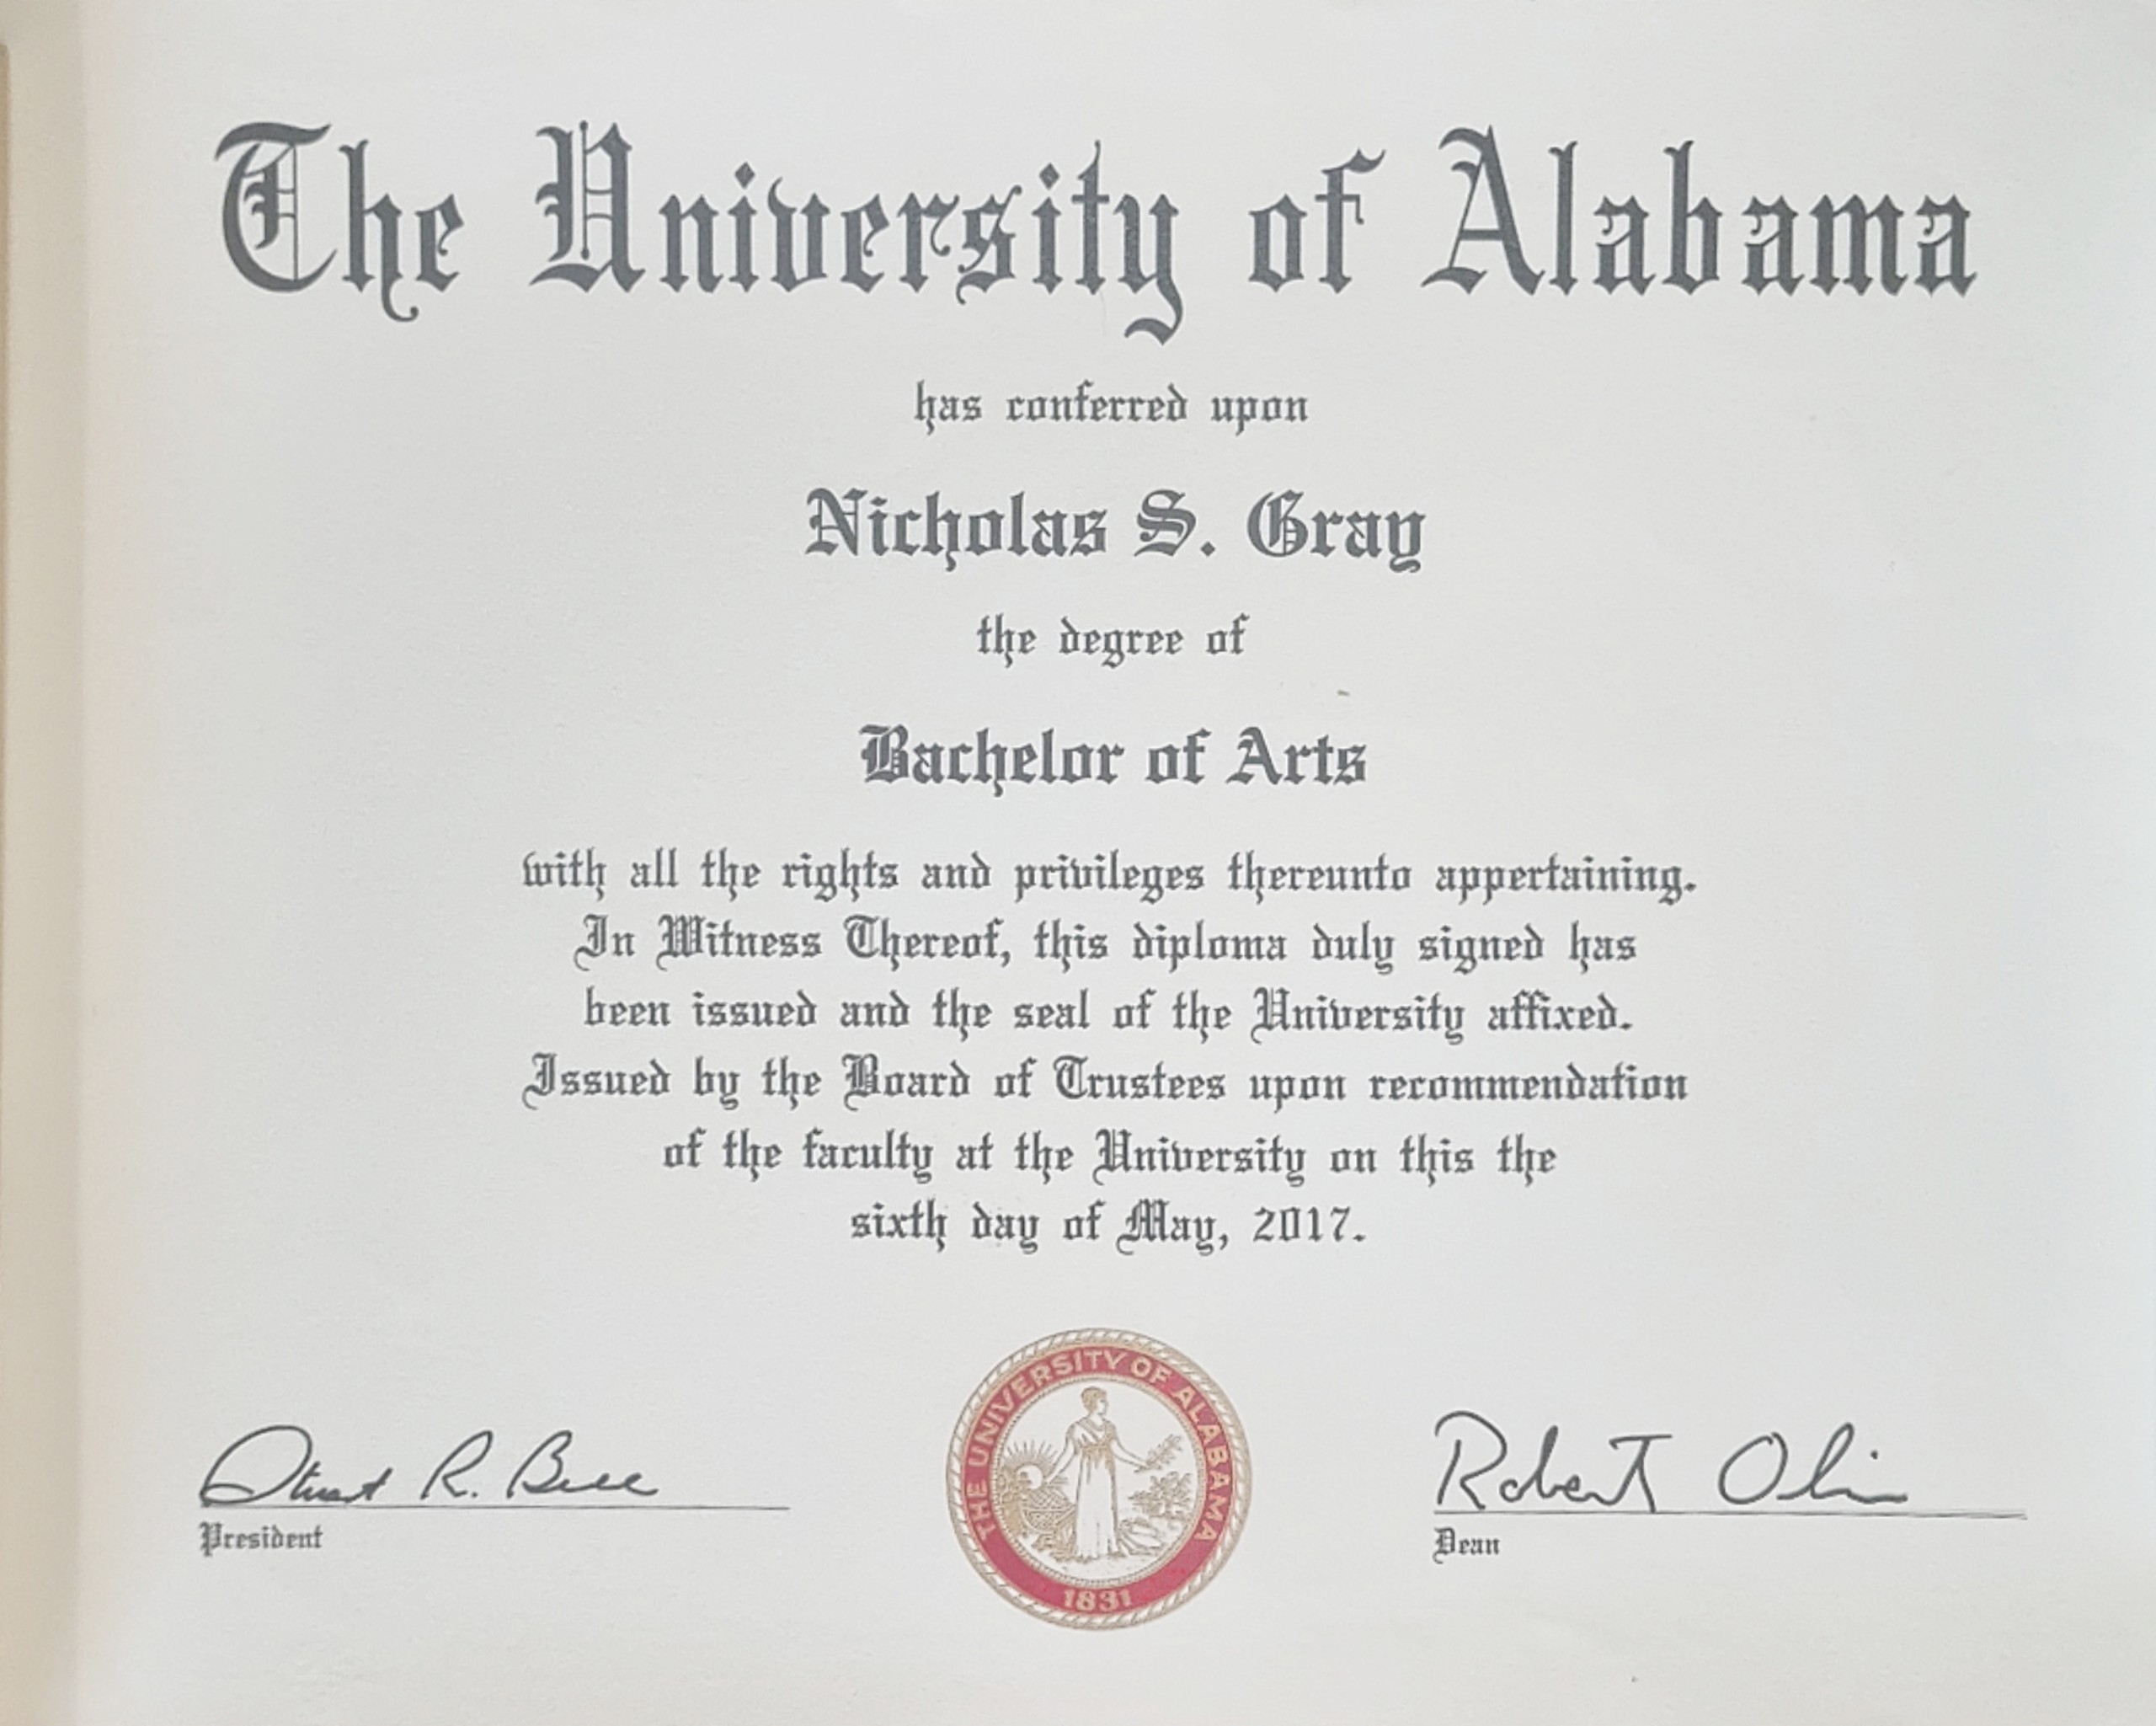 The University of Alabama
has conferred upon
Nicholas S. Gray
the degree of
Bachelor of Arts
with all the rights and privileges thereunto appertaining.
In Witness Thereof, this diploma duly signed has
been issued and the seal of the University affixed.
Issued by the Board of Trustees upon recommendation
of the faculty at the University on this the
sixth day of May, 2017.
THE UNIVERSITY OF ALABAMA
1831
Stuart R. Bell
President
Robert Olin
Dean